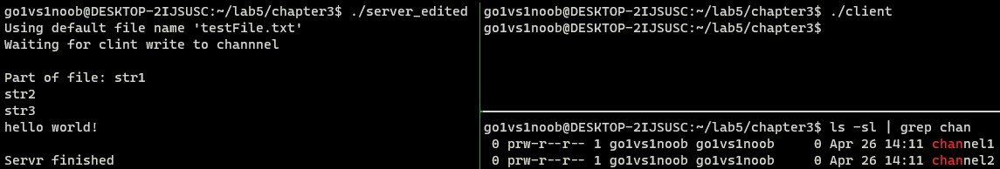 go1vs1noob@DESKTOP-2IJSUSC:~/lab5/chapter3$ ./server_edited
Using default file name 'testFile.txt'
Waiting for clint write to channel
Part of file: str1
str2
str3
hello world!
Servr finished
go1vs1noob@DESKTOP-2IJSUSC:~/lab5/chapter3$ ./client
go1vs1noob@DESKTOP-2IJSUSC:~/lab5/chapter3$
go1vs1noob@DESKTOP-2IJSUSC:~/lab5/chapter3$ ls -sl | grep chan
0 prw-r--r-- 1 go1vs1noob go1vs1noob 0 Apr 26 14:11 channel1
0 prw-r--r-- 1 go1vs1noob go1vs1noob 0 Apr 26 14:11 channel2